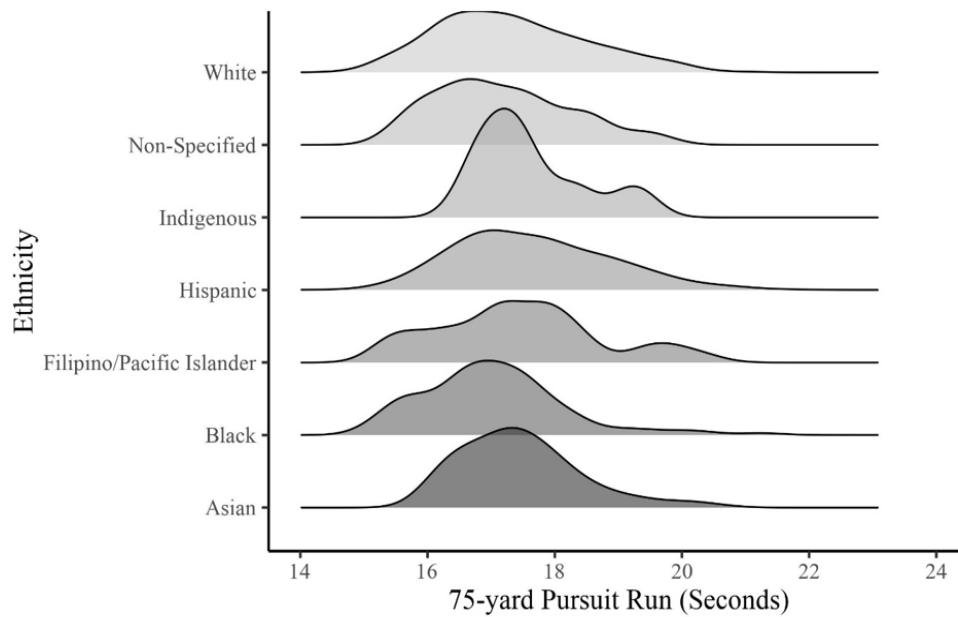 White
Non-Specified
Indigenous
Hispanic
Filipino/Pacific Islander
Black
Asian
Ethnicity
14 16 18 20 22 24
75-yard Pursuit Run (Seconds)